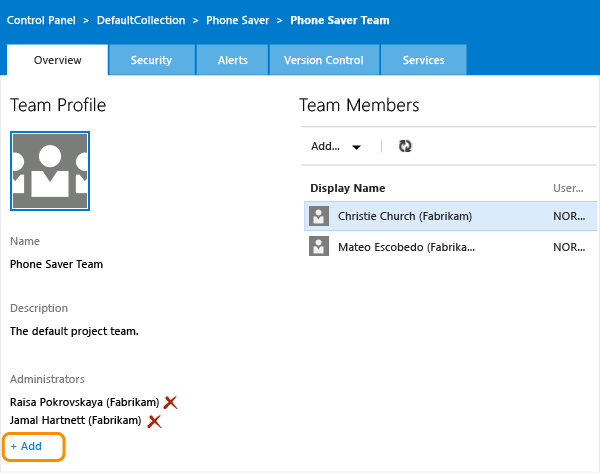 Control Panel > DefaultCollection > Phone Saver > Phone Saver Team
Overview Security Alerts Version Control Services
Team Profile
Name
Phone Saver Team
Description
The default project team.
Administrators
Raisa Pokrovskaya (Fabrikam)
Jamal Hartnett (Fabrikam)
+ Add
Team Members
Add...
Display Name User...
Christie Church (Fabrikam) NOR...
Mateo Escobedo (Fabrika... NOR...